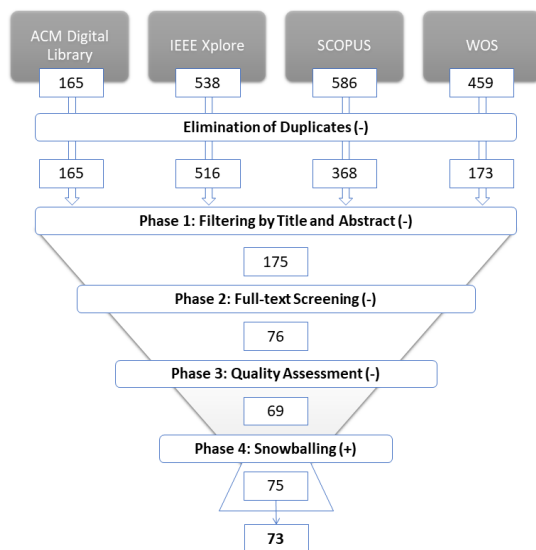 ACM Digital
Library
IEEE Xplore
SCOPUS
WOS
165
538
586
459
Elimination of Duplicates (-)
165
516
368
173
Phase 1: Filtering by Title and Abstract (-)
175
Phase 2: Full-text Screening (-)
76
Phase 3: Quality Assessment (-)
69
Phase 4: Snowballing (+)
75
73